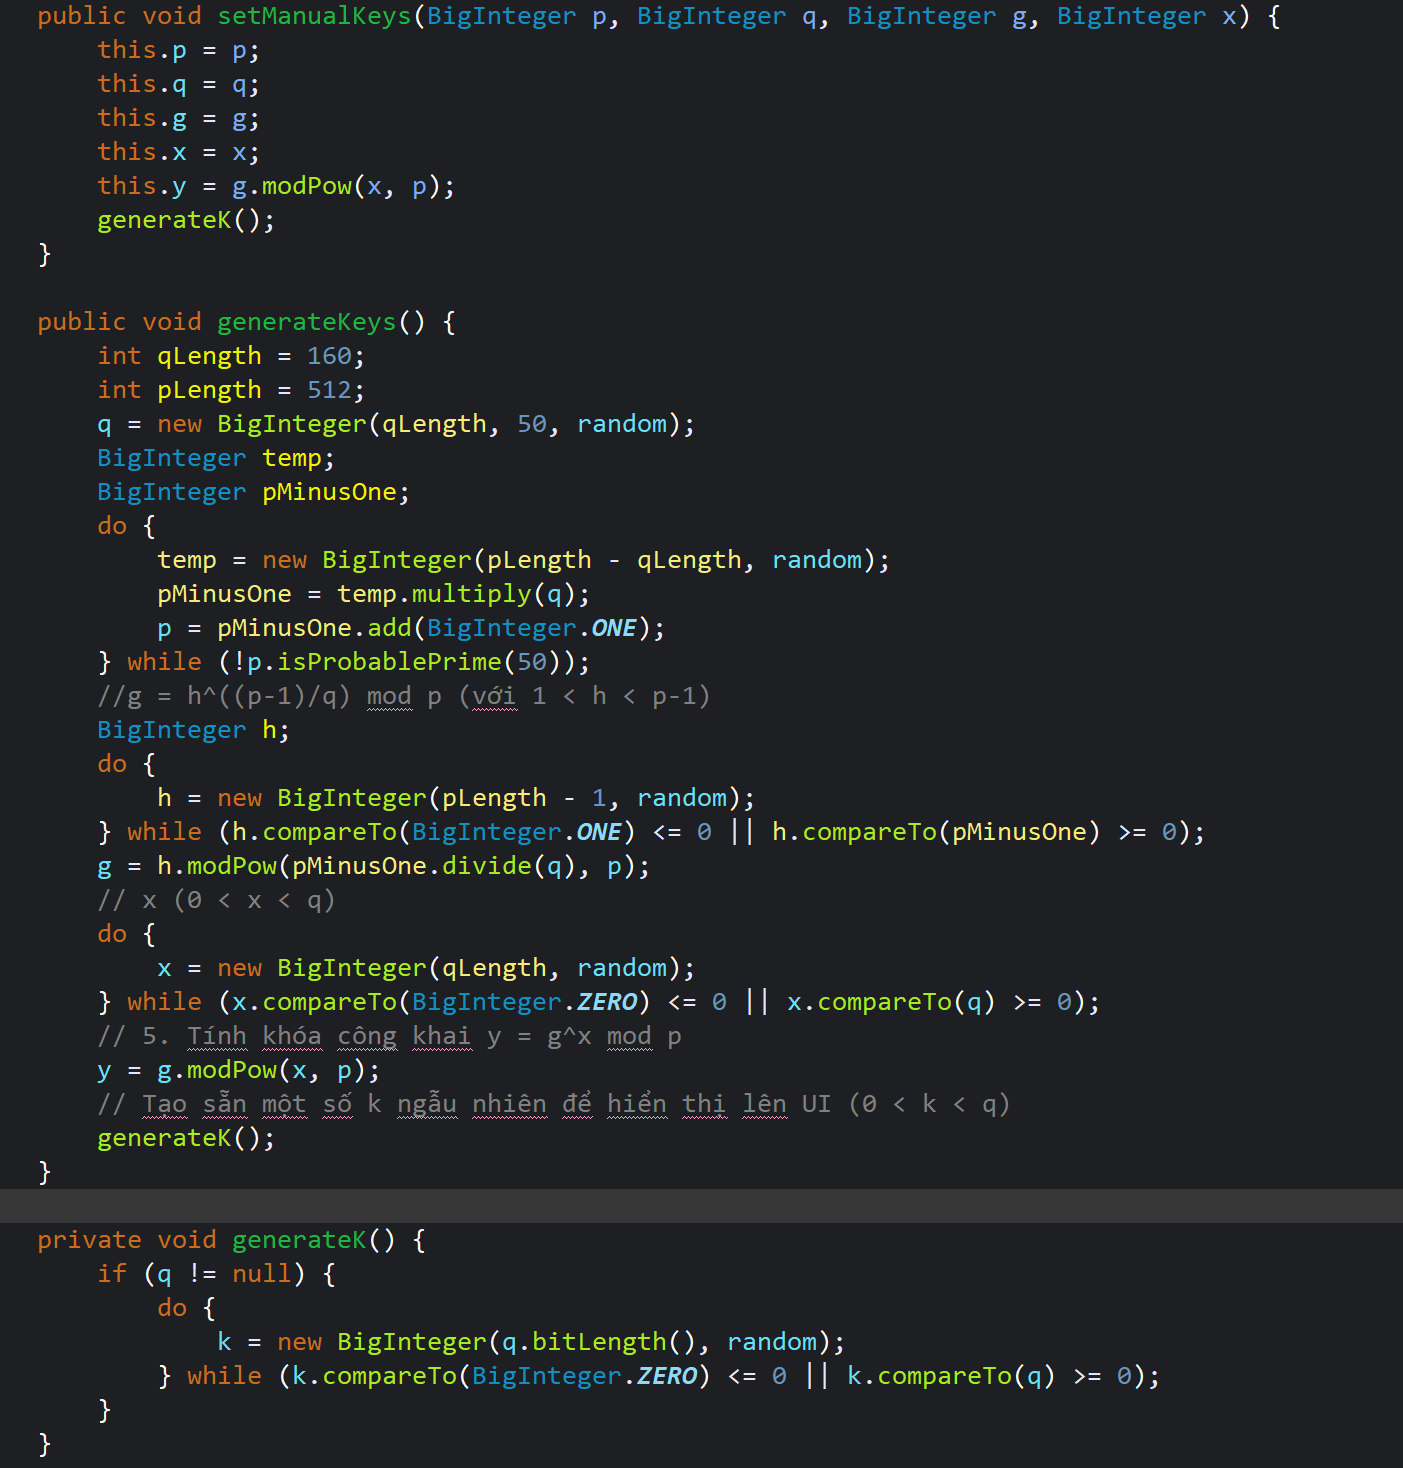 public void setManualKeys(BigInteger p, BigInteger q, BigInteger g, BigInteger x) {
    this.p = p;
    this.q = q;
    this.g = g;
    this.x = x;
    this.y = g.modPow(x, p);
    generateK();
}

public void generateKeys() {
    int qLength = 160;
    int pLength = 512;
    q = new BigInteger(qLength, 50, random);
    BigInteger temp;
    BigInteger pMinusOne;
    do {
        temp = new BigInteger(pLength - qLength, random);
        pMinusOne = temp.multiply(q);
        p = pMinusOne.add(BigInteger.ONE);
    } while (!p.isProbablePrime(50));
    //g = h^((p-1)/q) mod p (với 1 < h < p-1)
    BigInteger h;
    do {
        h = new BigInteger(pLength - 1, random);
    } while (h.compareTo(BigInteger.ONE) <= 0 || h.compareTo(pMinusOne) >= 0);
    g = h.modPow(pMinusOne.divide(q), p);
    // x (0 < x < q)
    do {
        x = new BigInteger(qLength, random);
    } while (x.compareTo(BigInteger.ZERO) <= 0 || x.compareTo(q) >= 0);
    // 5. Tính khóa công khai y = g^x mod p
    y = g.modPow(x, p);
    // Tạo sẵn một số k ngẫu nhiên để hiển thị lên UI (0 < k < q)
    generateK();
}

private void generateK() {
    if (q != null) {
        do {
            k = new BigInteger(q.bitLength(), random);
        } while (k.compareTo(BigInteger.ZERO) <= 0 || k.compareTo(q) >= 0);
    }
}